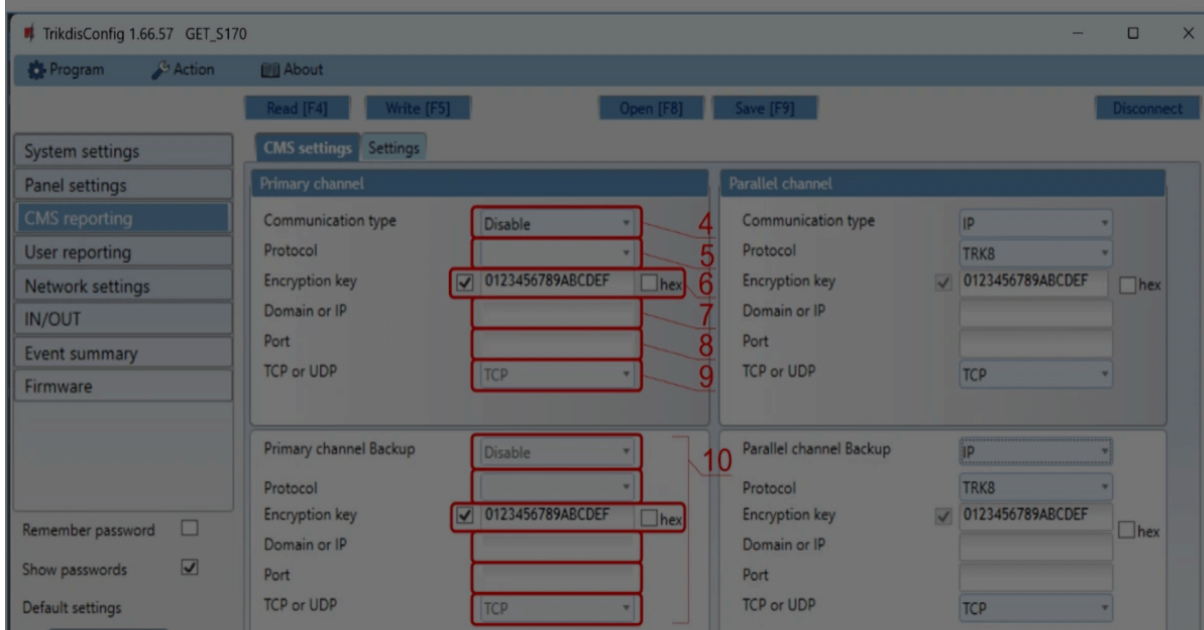 TrikdisConfig 1.66.57 GET_S170
Program Action About
Read [F4] Write [F5] Open [F8] Save [F9] Disconnect
System settings
Panel settings
CMS reporting
User reporting
Network settings
IN/OUT
Event summary
Firmware
Remember password
Show passwords
Default settings
CMS settings Settings
Primary channel
Communication type Disable 4
Protocol 5
Encryption key 0123456789ABCDEF hex 6
Domain or IP 7
Port 8
TCP or UDP TCP 9
Primary channel Backup Disable 10
Protocol
Encryption key 0123456789ABCDEF hex
Domain or IP
Port
TCP or UDP TCP
Parallel channel
Communication type IP
Protocol TRK8
Encryption key 0123456789ABCDEF hex
Domain or IP
Port
TCP or UDP TCP
Parallel channel Backup IP
Protocol TRK8
Encryption key 0123456789ABCDEF hex
Domain or IP
Port
TCP or UDP TCP